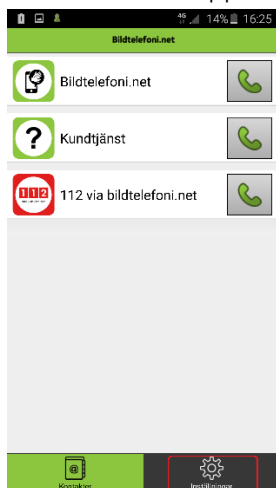 4G 14% 16:25
Bildtelefoni.net
Bildtelefoni.net
Kundtjänst
112
112 via bildtelefoni.net
Kontakter
Inställningar